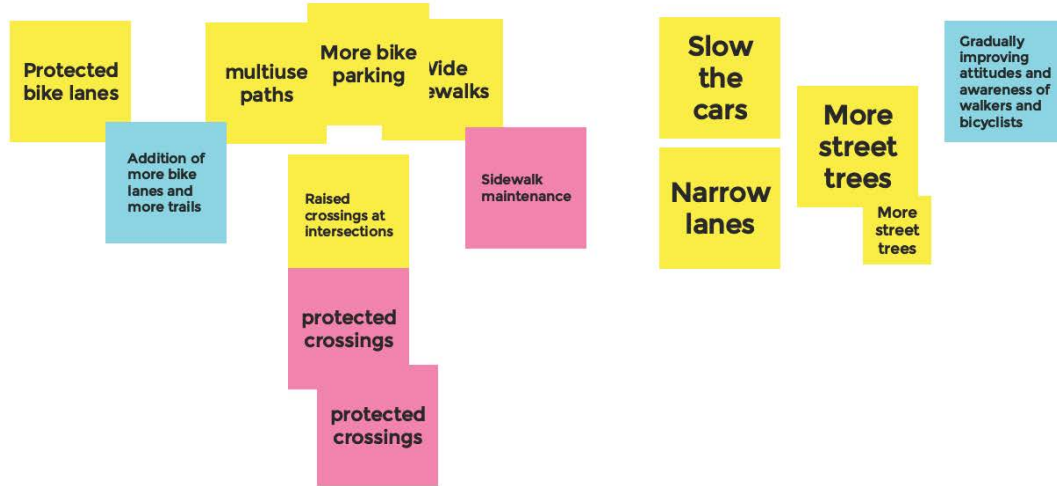 Protected
bike lanes
Addition of
more bike
lanes and
more trails
multiuse
paths
More bike
parking
Wide
ewalks
Raised
crossings at
intersections
protected
crossings
protected
crossings
Sidewalk
maintenance
Slow
the
cars
Narrow
lanes
More
street
trees
More
street
trees
Gradually
improving
attitudes and
awareness of
walkers and
bicyclists